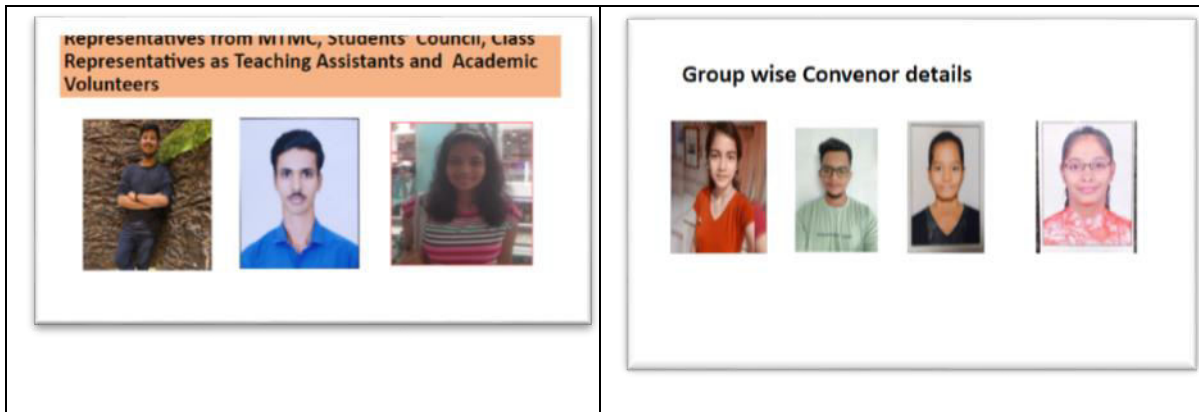 Representatives from MTMC, Students' Council, Class
Representatives as Teaching Assistants and Academic
Volunteers
Group wise Convenor details